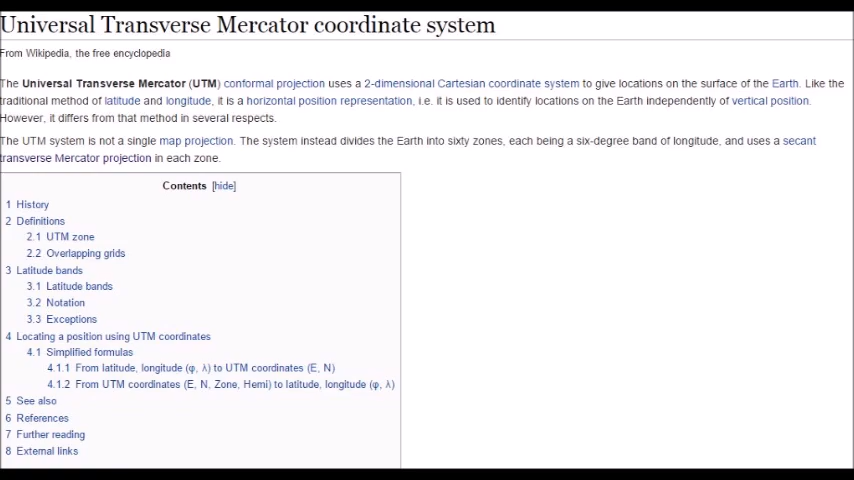 Universal Transverse Mercator coordinate system
From Wikipedia, the free encyclopedia
The Universal Transverse Mercator (UTM) conformal projection uses a 2-dimensional Cartesian coordinate system to give locations on the surface of the Earth. Like the
traditional method of latitude and longitude, it is a horizontal position representation, i.e. it is used to identify locations on the Earth independently of vertical position.
However, it differs from that method in several respects.
The UTM system is not a single map projection. The system instead divides the Earth into sixty zones, each being a six-degree band of longitude, and uses a secant
transverse Mercator projection in each zone.
Contents [hide]
1 History
2 Definitions
2.1 UTM zone
2.2 Overlapping grids
3 Latitude bands
3.1 Latitude bands
3.2 Notation
3.3 Exceptions
4 Locating a position using UTM coordinates
4.1 Simplified formulas
4.1.1 From latitude, longitude (φ, λ) to UTM coordinates (E, N)
4.1.2 From UTM coordinates (E, N, Zone, Hemi) to latitude, longitude (φ, λ)
5 See also
6 References
7 Further reading
8 External links